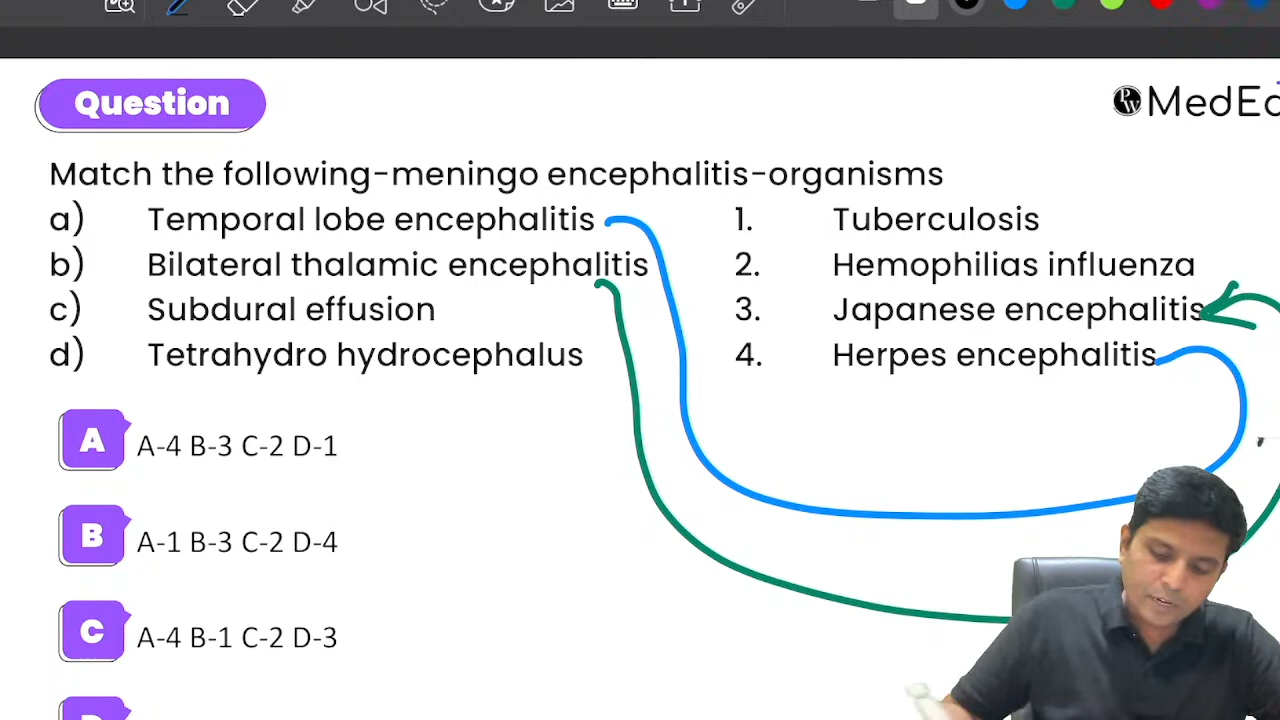 Question
PW MedEd
Match the following-meningo encephalitis-organisms
a) Temporal lobe encephalitis 1. Tuberculosis
b) Bilateral thalamic encephalitis 2. Hemophilias influenza
c) Subdural effusion 3. Japanese encephalitis
d) Tetrahydro hydrocephalus 4. Herpes encephalitis
A A-4 B-3 C-2 D-1
B A-1 B-3 C-2 D-4
C A-4 B-1 C-2 D-3